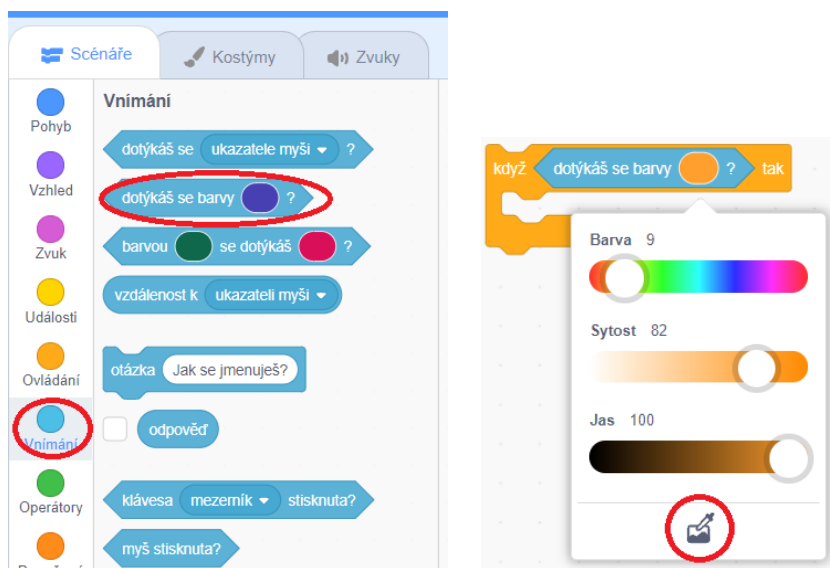 Scénáře Kostýmy Zvuky
Pohyb
Vzhled
Zvuk
Události
Ovládání
Vnímání
Operátory
Vnímání
dotýkáš se ukazatele myši ?
dotýkáš se barvy ?
barvou se dotýkáš ?
vzdálenost k ukazateli myši
otázka Jak se jmenuješ?
odpověď
klávesa mezerník stisknuta?
myš stisknuta?
když dotýkáš se barvy ? tak
Barva 9
Sytost 82
Jas 100